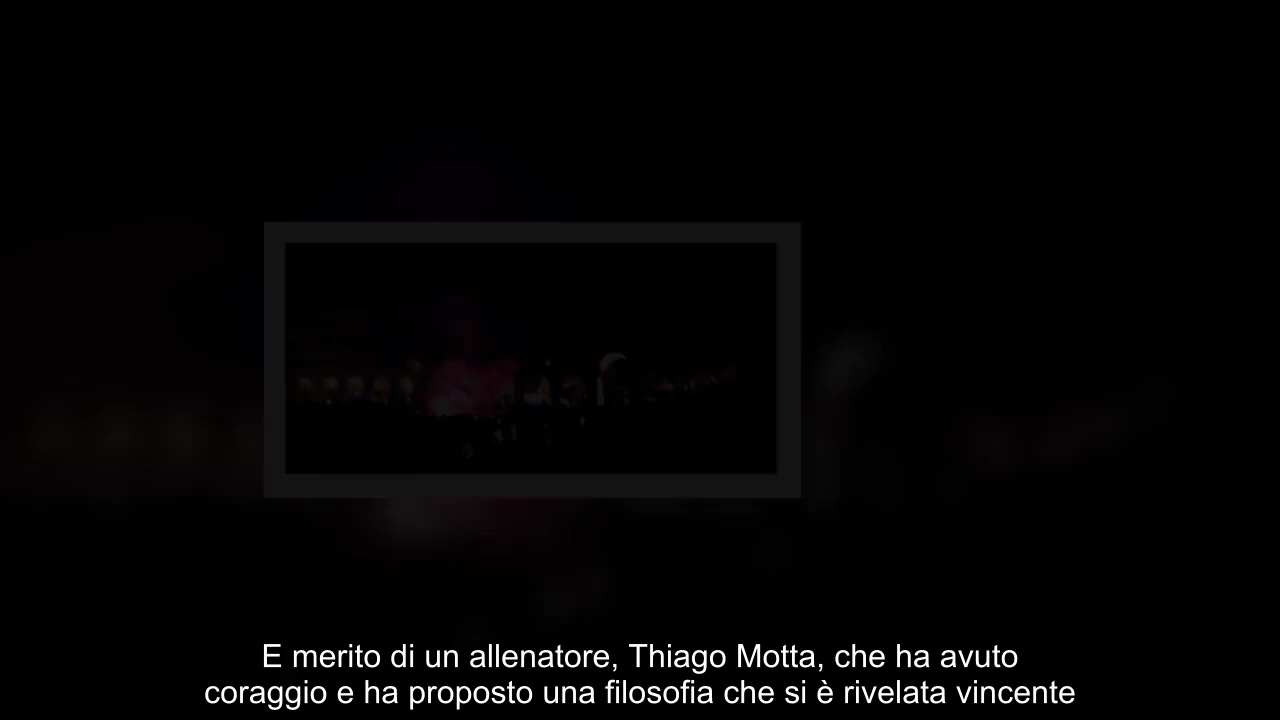 E merito di un allenatore, Thiago Motta, che ha avuto
coraggio e ha proposto una filosofia che si è rivelata vincente